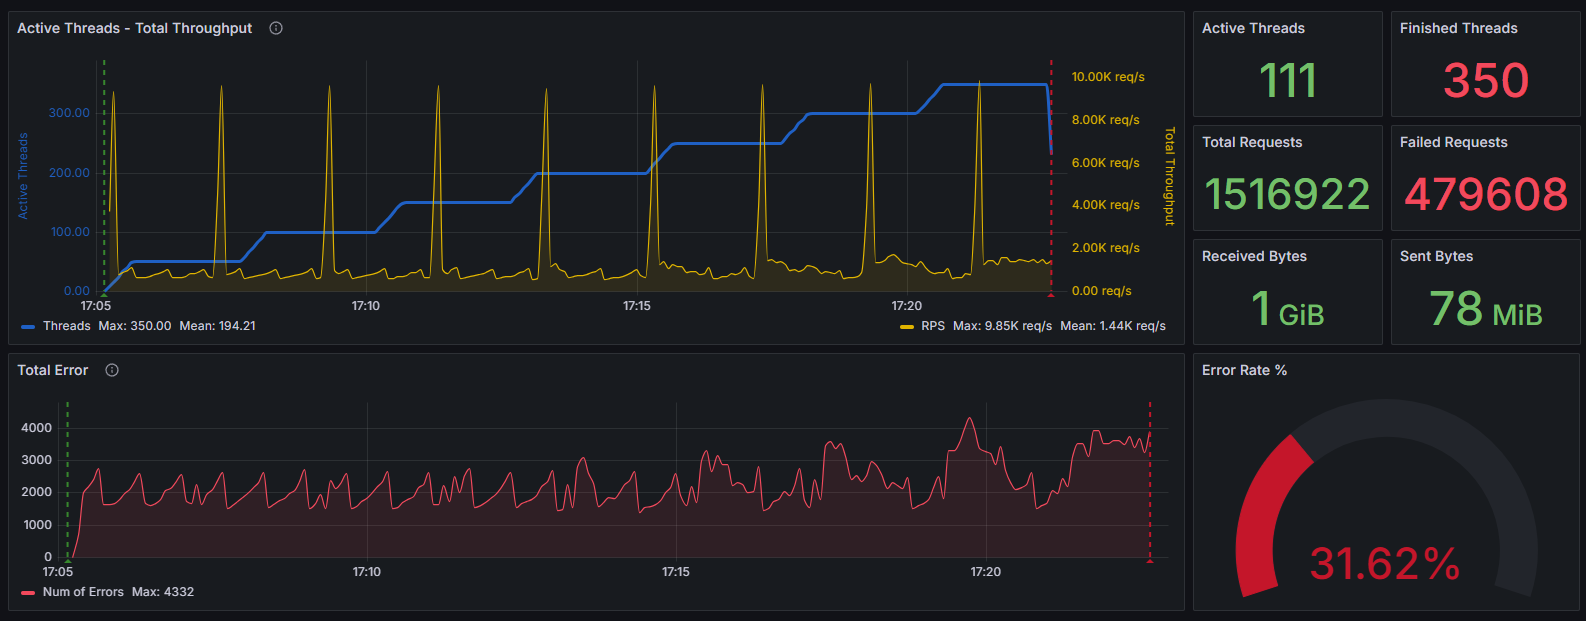 Active Threads - Total Throughput
Active Threads
300.00
200.00
100.00
0.00
10.00K req/s
8.00K req/s
6.00K req/s
4.00K req/s
2.00K req/s
0.00 req/s
Total Throughput
17:05
17:10
17:15
17:20
Threads Max: 350.00 Mean: 194.21
RPS Max: 9.85K req/s Mean: 1.44K req/s
Active Threads
111
Finished Threads
350
Total Requests
1516922
Failed Requests
479608
Received Bytes
1 GiB
Sent Bytes
78 MiB
Total Error
4000
3000
2000
1000
0
17:05
17:10
17:15
17:20
Num of Errors Max: 4332
Error Rate %
31.62%